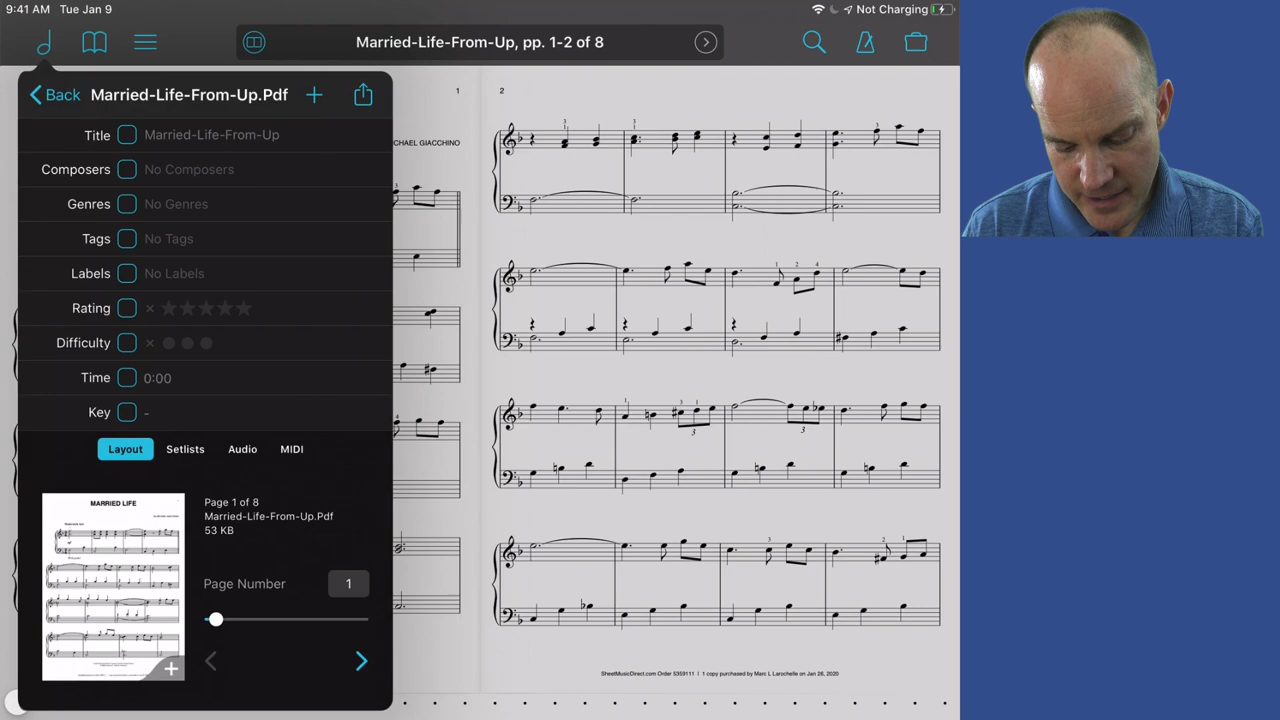 9:41 AM Tue Jan 9
Not Charging
Married-Life-From-Up, pp. 1-2 of 8
Back Married-Life-From-Up.Pdf
Title Married-Life-From-Up
Composers No Composers
Genres No Genres
Tags No Tags
Labels No Labels
Rating
Difficulty
Time 0:00
Key -
Layout Setlists Audio MIDI
MARRIED LIFE
Page 1 of 8
Married-Life-From-Up.Pdf
53 KB
Page Number 1
1
ICHAEL GIACCHINO
2
SheetMusicDirect.com Order 5359111 | 1 copy purchased by Marc L Larochelle on Jan 26, 2020